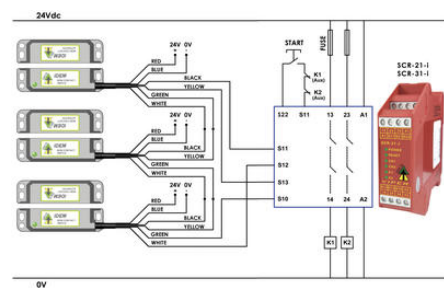 24Vdc
24V 0V-
RED
BLUE
BLACK
YELLOW
GREEN
WHITE
24V 0V-
RED
BLUE
BLACK
YELLOW
GREEN
WHITE
24V 0V-
RED
BLUE
BLACK
YELLOW
GREEN
WHITE
START
FUSE
K1
(Aux)
K2
(Aux)
SCR-21-i
SCR-31-i
S22 S11 13 23 A1
S11
S12
S13
S10
14 24 A2
K1 K2
0V